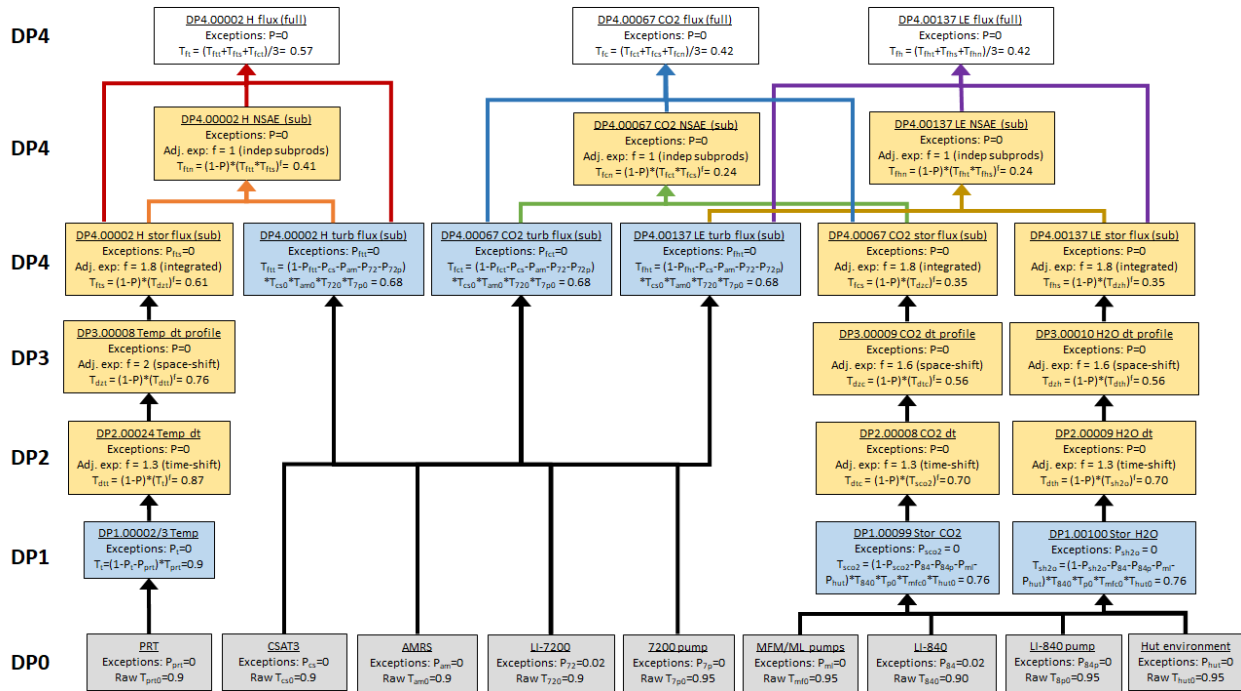 DP4
DP4.00002 H flux (full)
Exceptions: P=0
Tft = (Tftt+Tfts+Tfct)/3= 0.57
DP4.00067 CO2 flux (full)
Exceptions: P=0
Tfc = (Tfct+Tfcs+Tfcn)/3= 0.42
DP4.00137 LE flux (full)
Exceptions: P=0
Tfh = (Tfht+Tfhs+Tfhn)/3= 0.42
DP4
DP4.00002 H NSAE (sub)
Exceptions: P=0
Adj. exp: f = 1 (indep subprods)
Tftn = (1-P)*(Tftt*Tfts)f= 0.41
DP4.00067 CO2 NSAE (sub)
Exceptions: P=0
Adj. exp: f = 1 (indep subprods)
Tfcn = (1-P)*(Tfct*Tfcs)f= 0.24
DP4.00137 LE NSAE (sub)
Exceptions: P=0
Adj. exp: f = 1 (indep subprods)
Tfhn = (1-P)*(Tfht*Tfhs)f= 0.24
DP4
DP4.00002 H stor flux (sub)
Exceptions: Pfts=0
Adj. exp: f = 1.8 (integrated)
Tfts = (1-P)*(Tdzt)f= 0.61
DP4.00002 H turb flux (sub)
Exceptions: Pftt=0
Tftt = (1-Pftt-Pcs-Pam-P72-P72p)
*Tcs0*Tam0*T720*T7p0 = 0.68
DP4.00067 CO2 turb flux (sub)
Exceptions: Pfct=0
Tfct = (1-Pfct-Pcs-Pam-P72-P72p)
*Tcs0*Tam0*T720*T7p0 = 0.68
DP4.00137 LE turb flux (sub)
Exceptions: Pfht=0
Tfht = (1-Pfht-Pcs-Pam-P72-P72p)
*Tcs0*Tam0*T720*T7p0 = 0.68
DP4.00067 CO2 stor flux (sub)
Exceptions: P=0
Adj. exp: f = 1.8 (integrated)
Tfcs = (1-P)*(Tdzc)f= 0.35
DP4.00137 LE stor flux (sub)
Exceptions: P=0
Adj. exp: f = 1.8 (integrated)
Tfhs = (1-P)*(Tdzh)f= 0.35
DP3
DP3.00008 Temp dt profile
Exceptions: P=0
Adj. exp: f = 2 (space-shift)
Tdzt = (1-P)*(Tdtt)f= 0.76
DP3.00009 CO2 dt profile
Exceptions: P=0
Adj. exp: f = 1.6 (space-shift)
Tdzc = (1-P)*(Tdtc)f= 0.56
DP3.00010 H2O dt profile
Exceptions: P=0
Adj. exp: f = 1.6 (space-shift)
Tdzh = (1-P)*(Tdth)f= 0.56
DP2
DP2.00024 Temp dt
Exceptions: P=0
Adj. exp: f = 1.3 (time-shift)
Tdtt = (1-P)*(Tt)f= 0.87
DP2.00008 CO2 dt
Exceptions: P=0
Adj. exp: f = 1.3 (time-shift)
Tdtc = (1-P)*(Tsco2)f= 0.70
DP2.00009 H2O dt
Exceptions: P=0
Adj. exp: f = 1.3 (time-shift)
Tdth = (1-P)*(Tsh2o)f= 0.70
DP1
DP1.00002/3 Temp
Exceptions: Pt=0
Tt=(1-Pt-Pprt)*Tprt=0.9
DP1.00099 Stor CO2
Exceptions: Psco2 = 0
Tsco2 = (1-Psco2-P84-P84p-Pml-
Phut)*T840*Tp0*Tmfc0*Thut0 = 0.76
DP1.00100 Stor H2O
Exceptions: Psh2o = 0
Tsh2o = (1-Psh2o-P84-P84p-Pml-
Phut)*T840*Tp0*Tmfc0*Thut0 = 0.76
DP0
PRT
Exceptions: Pprt=0
Raw Tprt0=0.9
CSAT3
Exceptions: Pcs=0
Raw Tcs0=0.9
AMRS
Exceptions: Pam=0
Raw Tam0=0.9
LI-7200
Exceptions: P72=0.02
Raw T720=0.9
7200 pump
Exceptions: P7p=0
Raw T7p0=0.95
MFM/ML pumps
Exceptions: Pml=0
Raw Tmf0=0.95
LI-840
Exceptions: P84=0.02
Raw T840=0.90
LI-840 pump
Exceptions: P84p=0
Raw T8p0=0.95
Hut environment
Exceptions: Phut=0
Raw Thut0=0.95